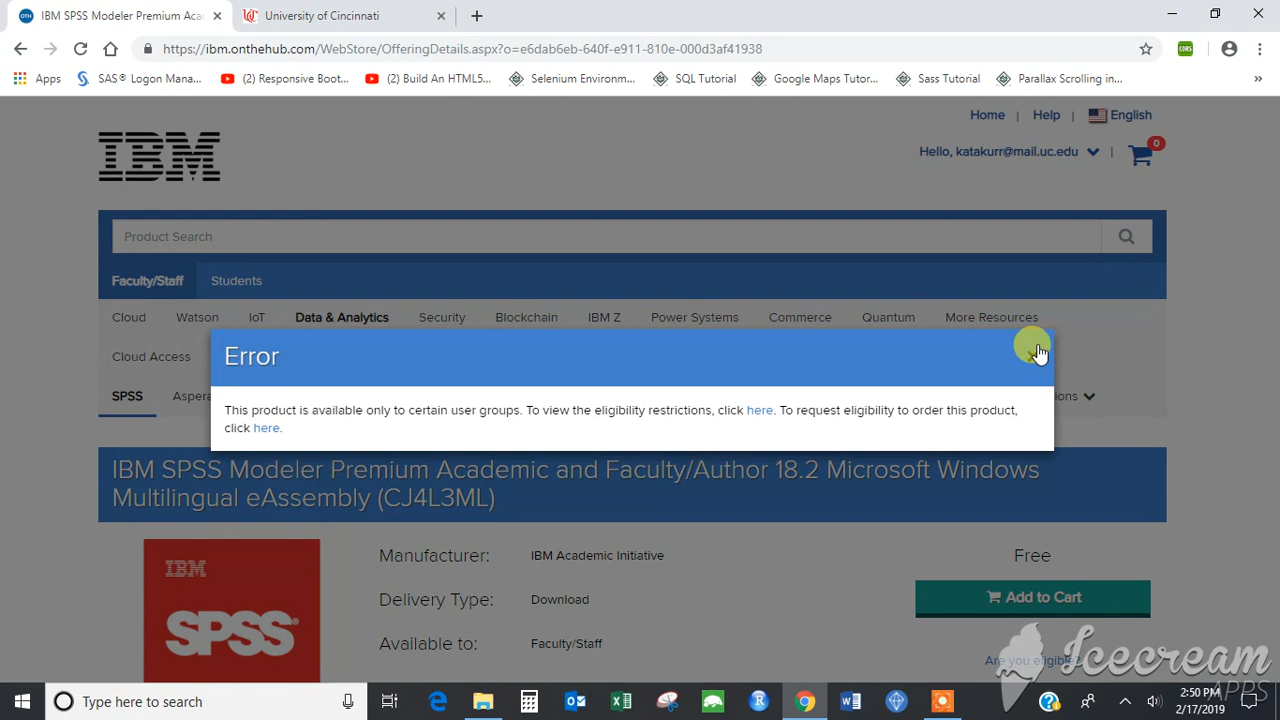 IBM SPSS Modeler Premium Aca
University of Cincinnati
https://ibm.onthehub.com/WebStore/OfferingDetails.aspx?o=e6dab6eb-640f-e911-810e-000d3af41938
CORS
Apps
SAS® Logon Mana...
(2) Responsive Boot...
(2) Build An HTML5...
Selenium Environm...
SQL Tutorial
Google Maps Tutor...
Sass Tutorial
Parallax Scrolling in...
Home | Help | English
IBM
Hello, katakurr@mail.uc.edu | 0
Product Search
Faculty/Staff Students
Cloud Watson IoT Data & Analytics Security Blockchain IBM Z Power Systems Commerce Quantum More Resources
Cloud Access
Error
SPSS
This product is available only to certain user groups. To view the eligibility restrictions, click here. To request eligibility to order this product,
click here.
IBM SPSS Modeler Premium Academic and Faculty/Author 18.2 Microsoft Windows
Multilingual eAssembly (CJ4L3ML)
IBM
SPSS
Manufacturer: IBM Academic Initiative
Free
Delivery Type: Download
Add to Cart
Available to: Faculty/Staff
Are you eligible?
Icecream
APPS
Type here to search
2:50 PM
2/17/2019